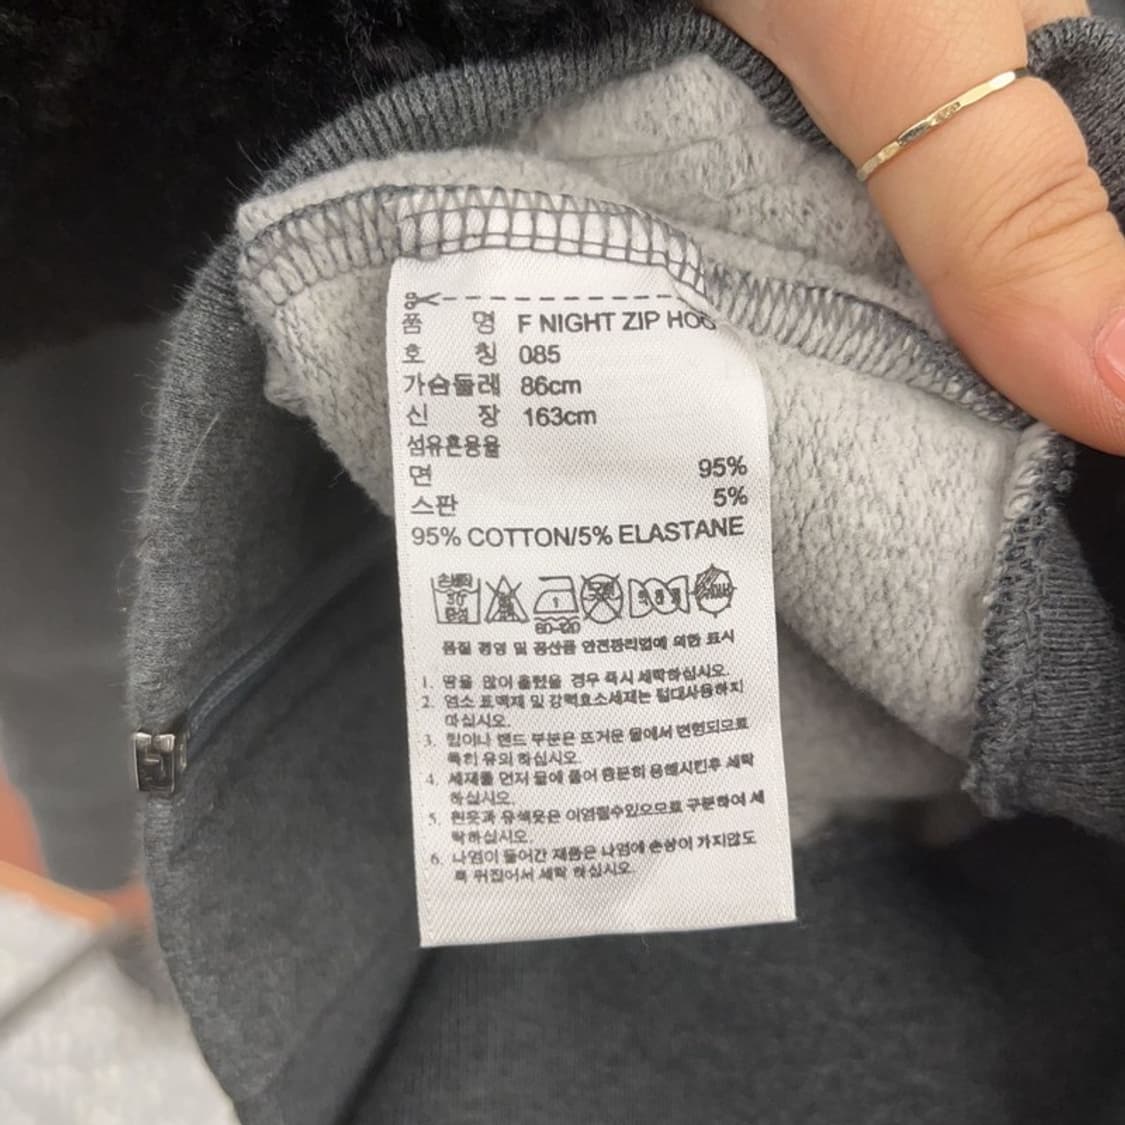 품 명 F NIGHT ZIP HOO
호 칭 085
가슴둘레 86cm
신 장 163cm
섬유혼용율
면 95%
스판 5%
95% COTTON/5% ELASTANE
30°
중성
1
80-120
품질 경영 및 공산품 안전관리법에 의한 표시
1. 땀을 많이 흘렸을 경우 즉시 세탁하십시오.
2. 염소 표백제 및 강력효소세제는 절대사용하지
마십시오.
3. 킴이나 밴드 부분은 뜨거운 물에서 변형되므로
특히 유의 하십시오.
4. 세제를 먼저 물에 풀어 충분히 용해시킨후 세탁
하십시오.
5. 흰옷과 유색옷은 이염될수있으므로 구분하여 세
탁하십시오.
6. 나염이 들어간 제품은 나염에 손상이 가지않도
록 뒤집어서 세탁 하십시오.